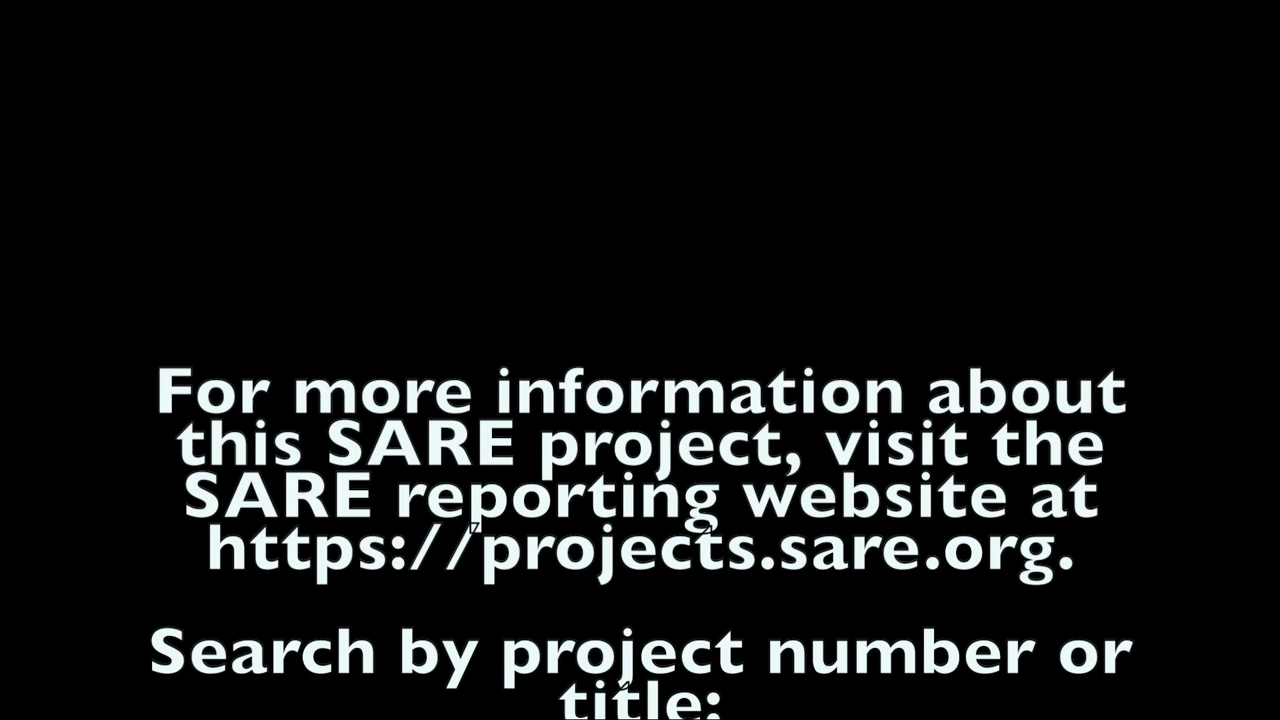 For more information about
this SARE project, visit the
SARE reporting website at
https://projects.sare.org.
Search by project number or
title: